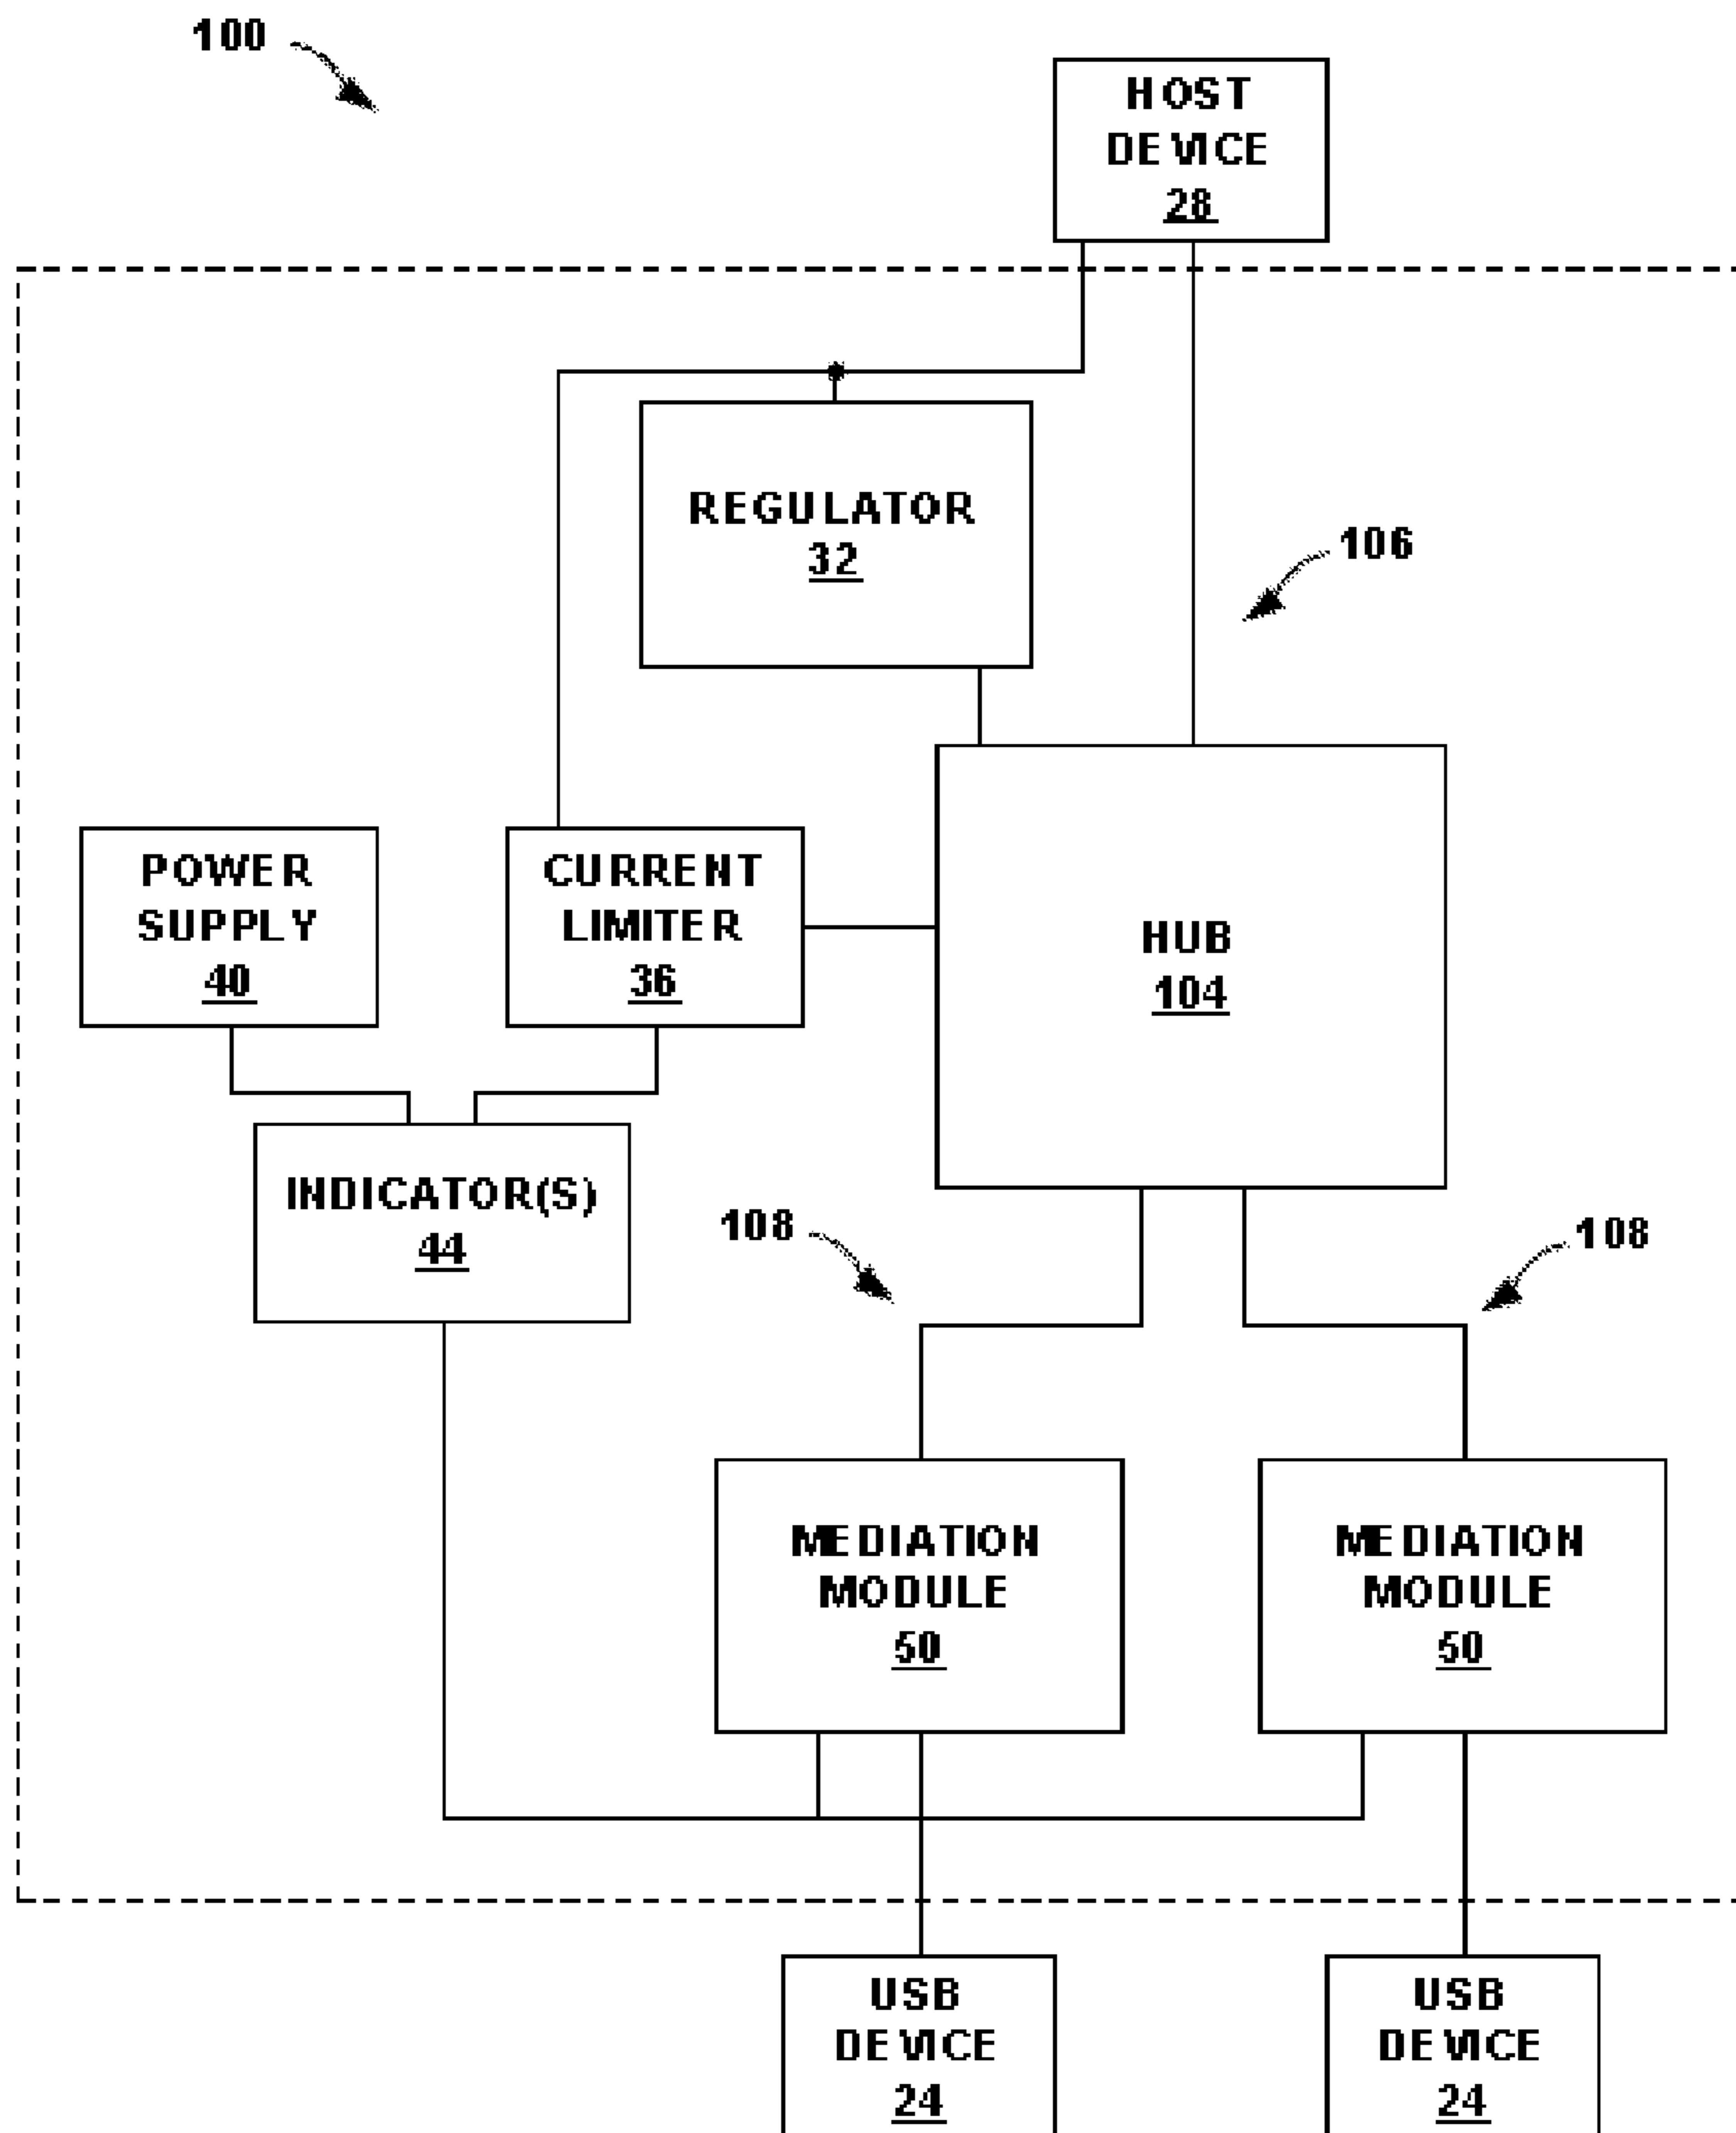 100
HOST
DEVICE
28
REGULATOR
32
106
POWER
SUPPLY
40
CURRENT
LIMITER
36
HUB
104
INDICATOR(S)
44
108
108
MEDIATION
MODULE
50
MEDIATION
MODULE
50
USB
DEVICE
24
USB
DEVICE
24